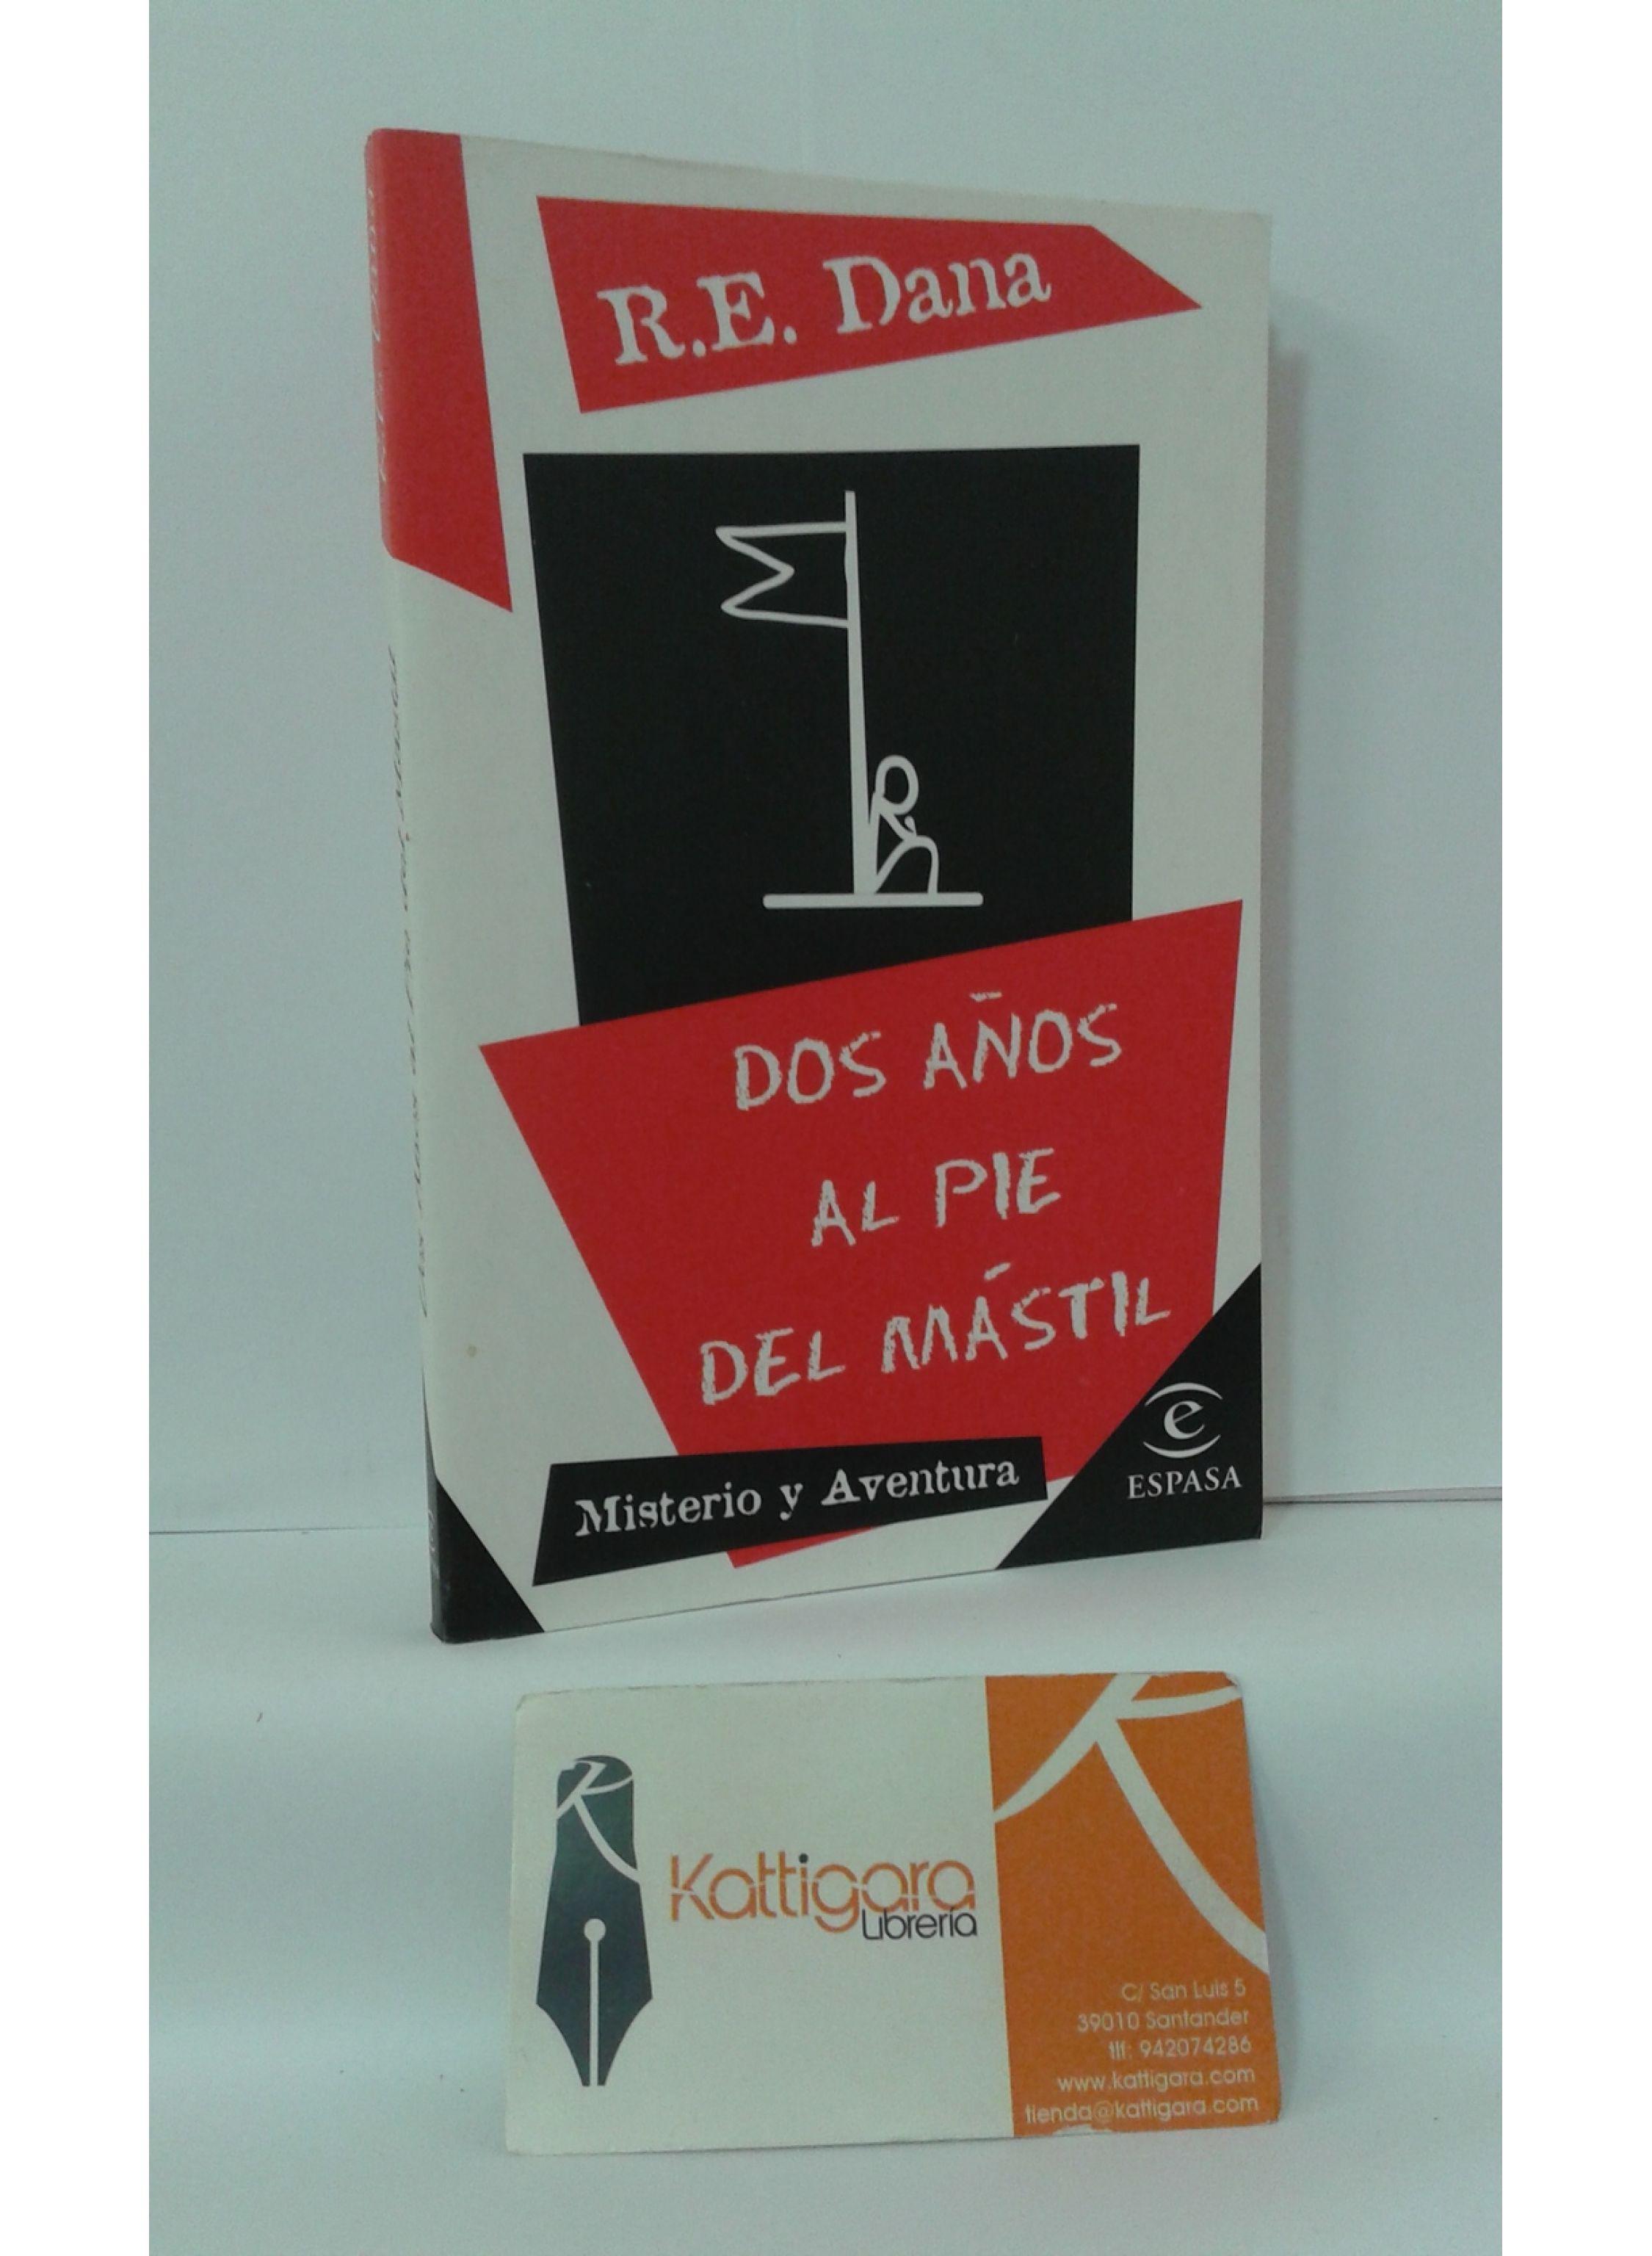 R.E. Dana
DOS AÑOS
AL PIE
DEL MÁSTIL
Misterio y Aventura
e
ESPASA
Kattigara
Librería
C/ San Luis 5
39010 Santander
tlf: 942074286
www.kattigara.com
tienda@kattigara.com